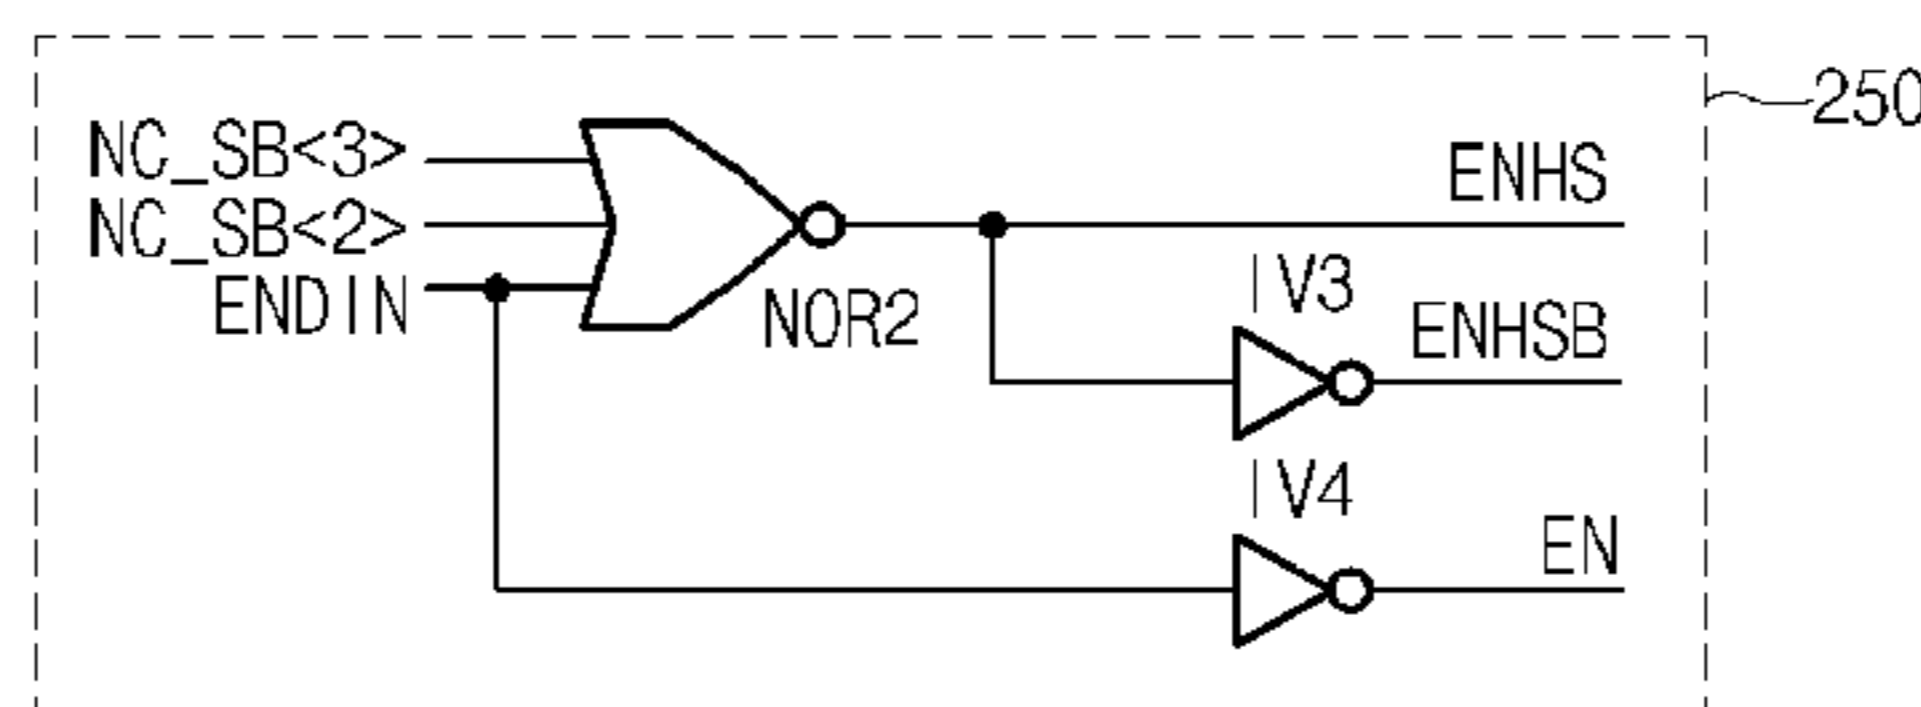 250
NC_SB<3>
ENHS
NC_SB<2>
IV3
ENDIN
NOR2
ENHSB
IV4
EN